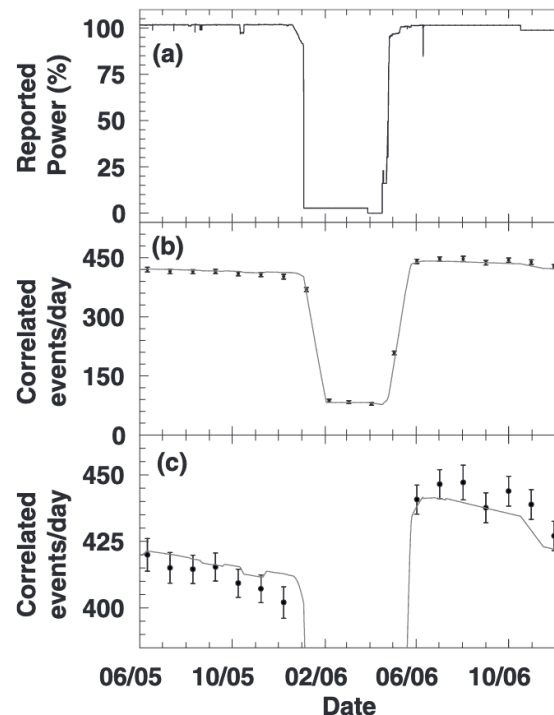 100
75
50
25
0
Reported
Power (%)
(a)
450
300
150
0
Correlated
events/day
(b)
450
425
400
Correlated
events/day
(c)
06/05 10/05 02/06 06/06 10/06
Date